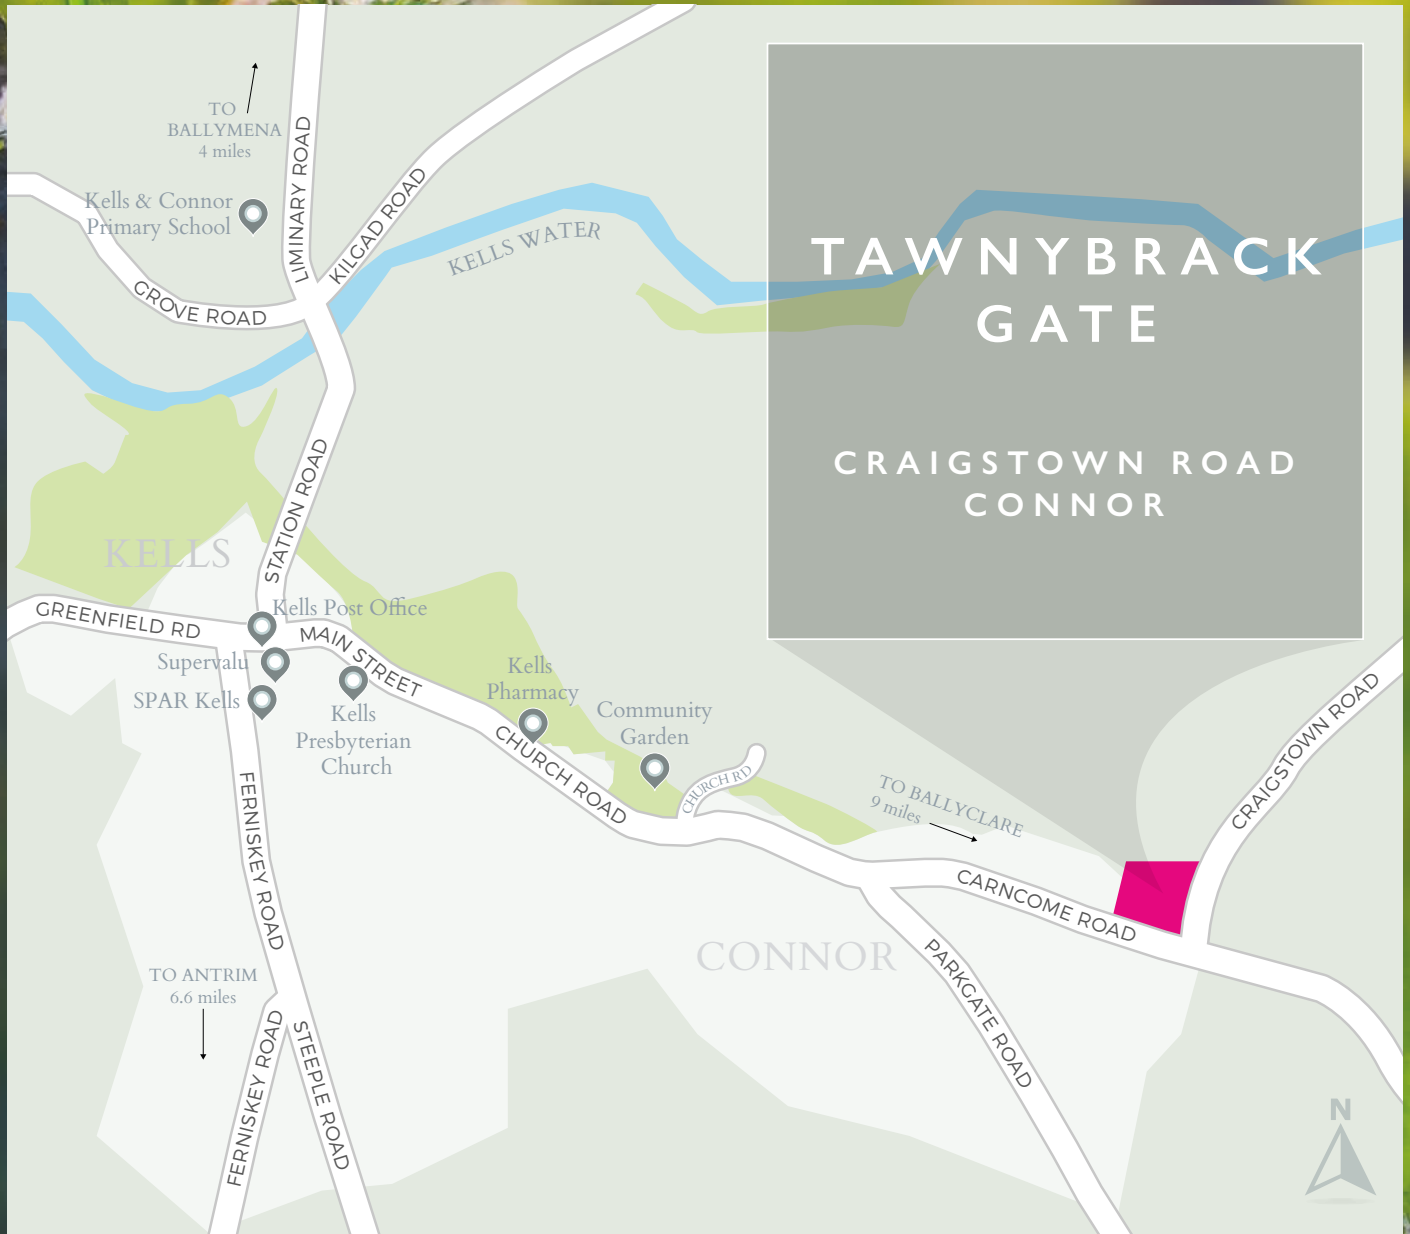 TO
BALLYMENA
4 miles
LIMINARY ROAD
KILGAD ROAD
Kells & Connor
Primary School
GROVE ROAD
KELLS WATER
TAWNYBRACK
GATE
CRAIGSTOWN ROAD
CONNOR
STATION ROAD
KELLS
GREENFIELD RD
Kells Post Office
MAIN STREET
Supervalu
SPAR Kells
Kells
Presbyterian
Church
Kells
Pharmacy
Community
Garden
CHURCH ROAD
CHURCH RD
TO BALLYCLARE
9 miles
CRAIGSTOWN ROAD
CARNCOME ROAD
FERNISKEY ROAD
CONNOR
PARKGATE ROAD
TO ANTRIM
6.6 miles
FERNISKEY ROAD
STEEPLE ROAD
N